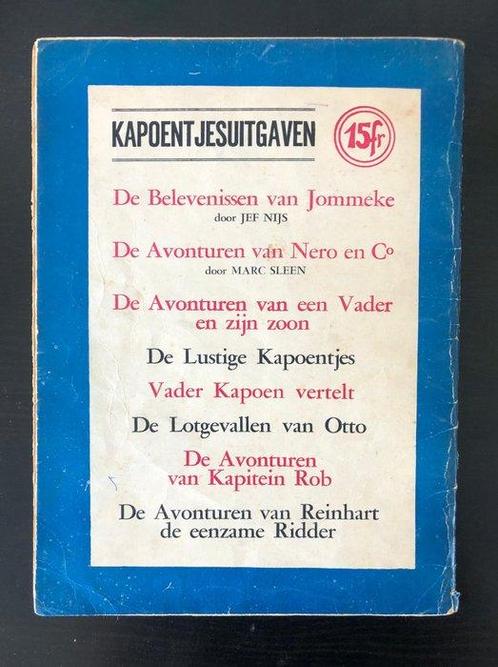 KAPOENTJESUITGAVEN
15fr
De Belevenissen van Jommeke
door JEF NIJS
De Avonturen van Nero en Co
door MARC SLEEN
De Avonturen van een Vader
en zijn zoon
De Lustige Kapoentjes
Vader Kapoen vertelt
De Lotgevallen van Otto
De Avonturen
van Kapitein Rob
De Avonturen van Reinhart
de eenzame Ridder